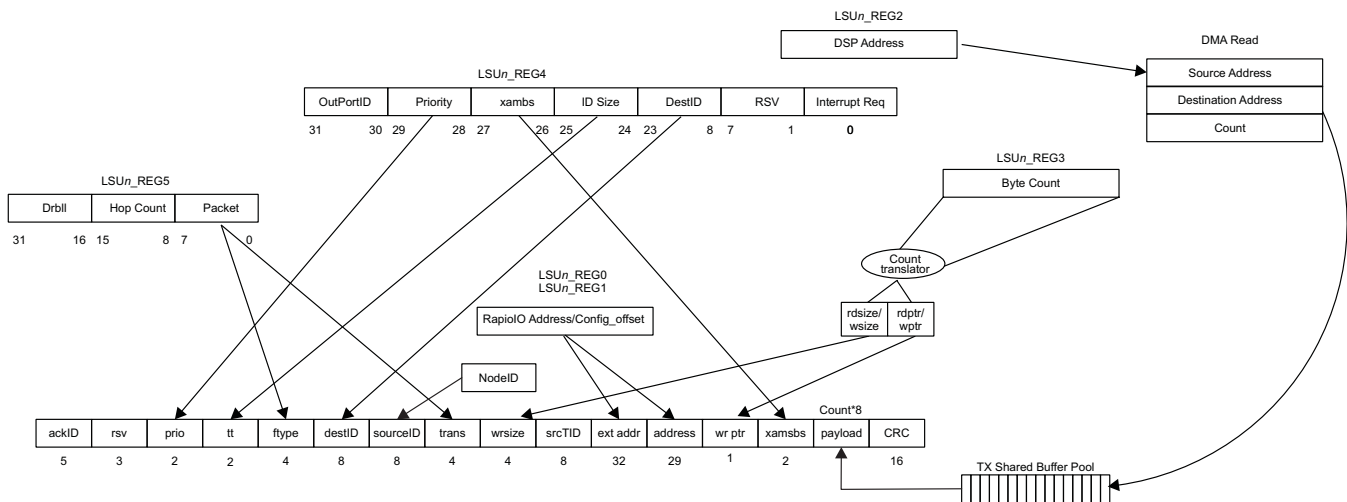 LSUn_REG2
DSP Address
DMA Read
Source Address
Destination Address
Count
LSUn_REG4
OutPortID Priority xambs ID Size DestID RSV Interrupt Req
31 30 29 28 27 26 25 24 23 8 7 1 0
LSUn_REG3
Byte Count
LSUn_REG5
Drbll Hop Count Packet
31 16 15 8 7 0
Count
translator
LSUn_REG0
LSUn_REG1
RapioIO Address/Config_offset
rdsize/
wsize
rdptr/
wptr
NodeID
Count*8
ackID rsv prio tt ftype destID sourceID trans wrsize srcTID ext addr address wr ptr xamsbs payload CRC
5 3 2 2 4 8 8 4 4 8 32 29 1 2 16
TX Shared Buffer Pool